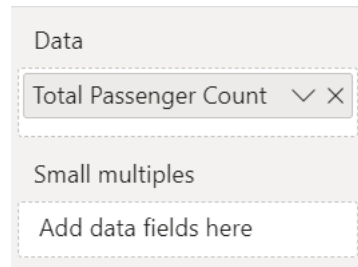 Data
Total Passenger Count
Small multiples
Add data fields here